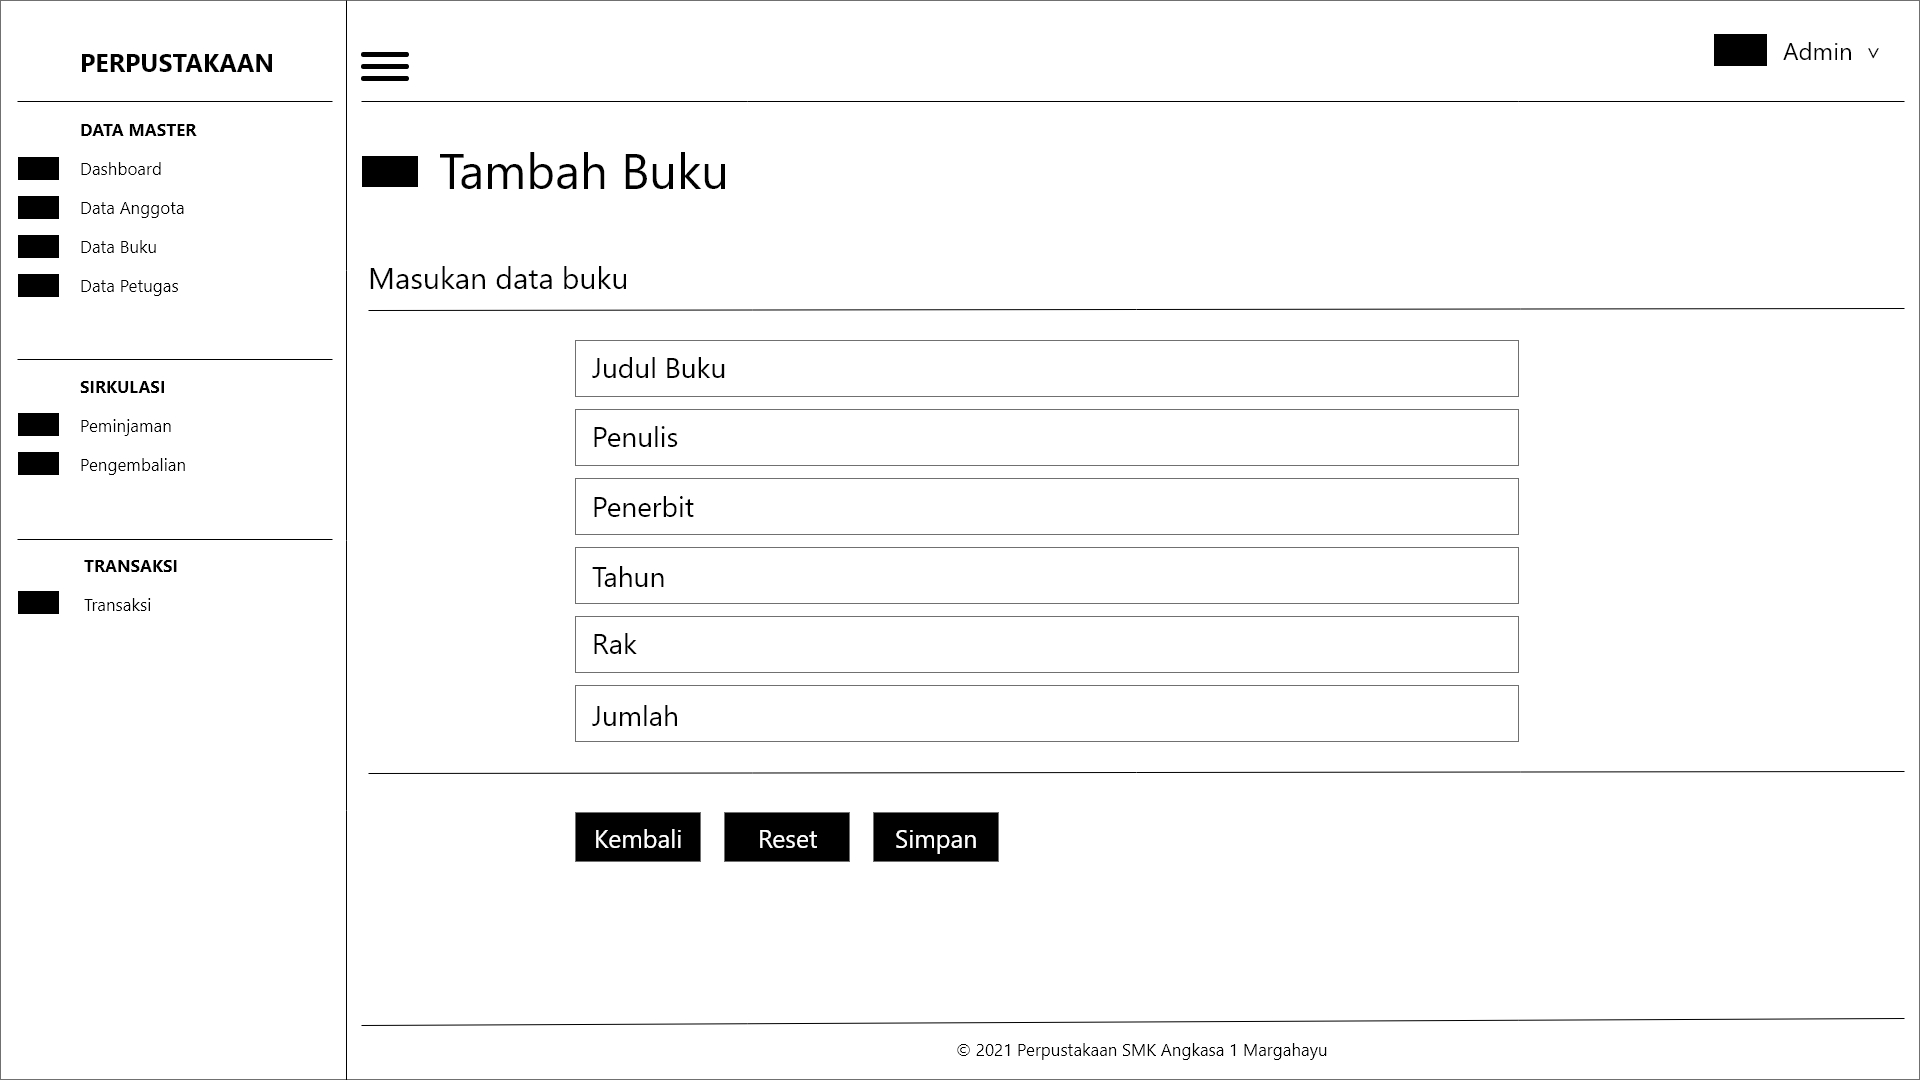 PERPUSTAKAAN
DATA MASTER
Dashboard
Data Anggota
Data Buku
Data Petugas
SIRKULASI
Peminjaman
Pengembalian
TRANSAKSI
Transaksi
Admin v
Tambah Buku
Masukan data buku
Judul Buku
Penulis
Penerbit
Tahun
Rak
Jumlah
Kembali Reset Simpan
© 2021 Perpustakaan SMK Angkasa 1 Margahayu